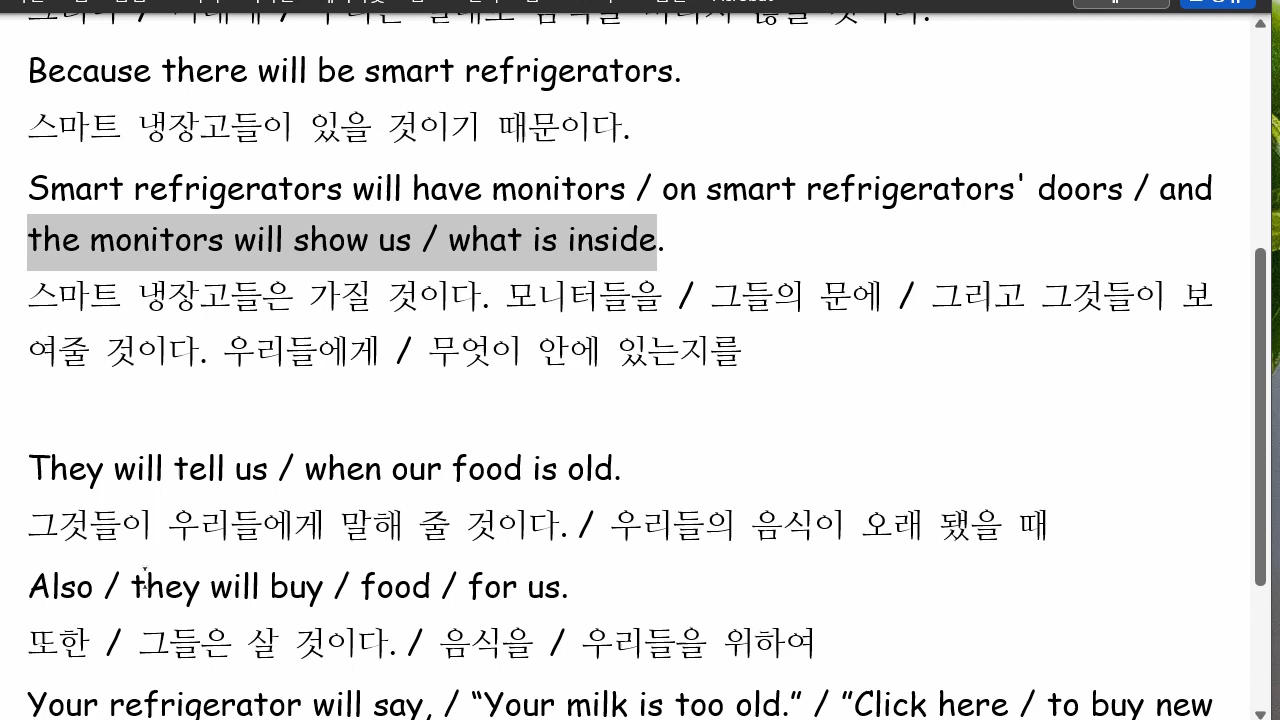 Because there will be smart refrigerators.
스마트 냉장고들이 있을 것이기 때문이다.
Smart refrigerators will have monitors / on smart refrigerators' doors / and
the monitors will show us / what is inside.
스마트 냉장고들은 가질 것이다. 모니터들을 / 그들의 문에 / 그리고 그것들이 보
여줄 것이다. 우리들에게 / 무엇이 안에 있는지를
They will tell us / when our food is old.
그것들이 우리들에게 말해 줄 것이다. / 우리들의 음식이 오래 됐을 때
Also / they will buy / food / for us.
또한 / 그들은 살 것이다. / 음식을 / 우리들을 위하여
Your refrigerator will say, / “Your milk is too old.” / ”Click here / to buy new